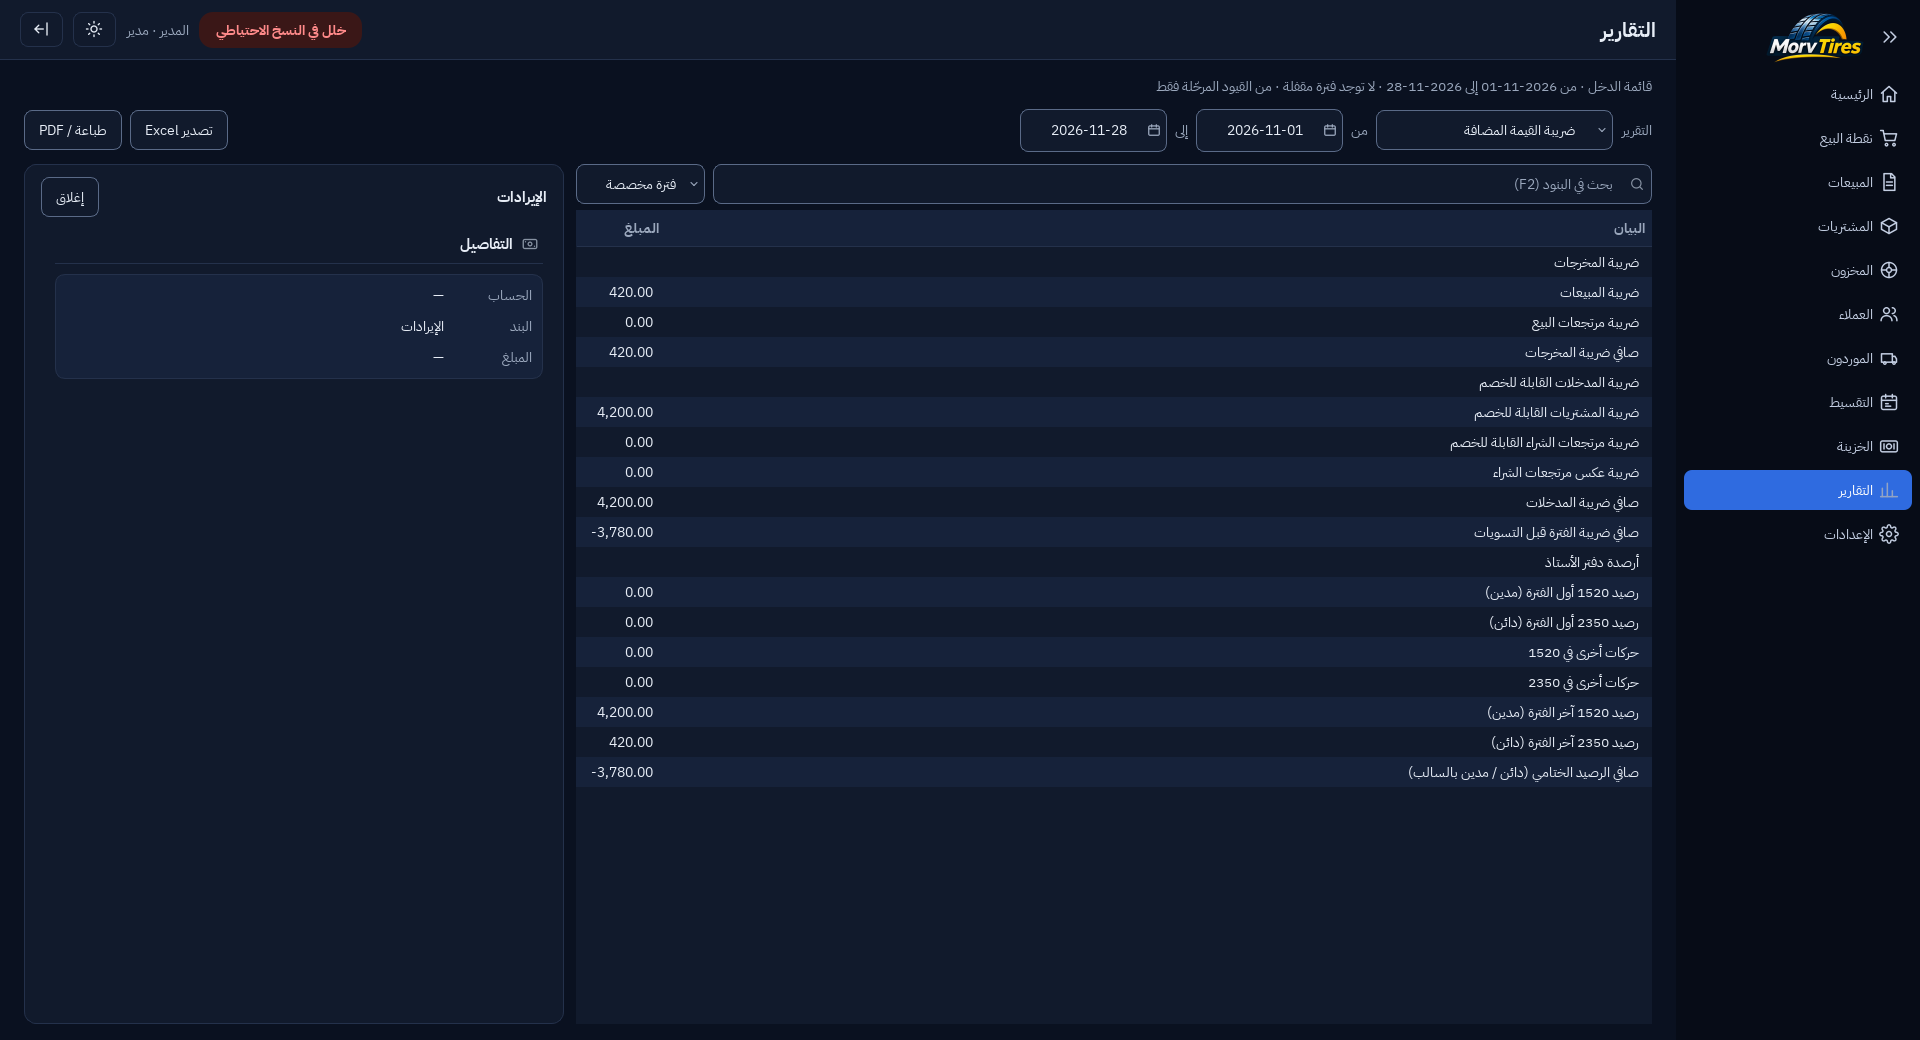 MorvTires
الرئيسية
نقطة البيع
المبيعات
المشتريات
المخزون
العملاء
الموردون
التقسيط
الخزينة
التقارير
الإعدادات
التقارير
المدير · مدير
خلل في النسخ الاحتياطي
قائمة الدخل · من 2026-11-01 إلى 2026-11-28 · لا توجد فترة مقفلة · من القيود المرحّلة فقط
التقرير ضريبة القيمة المضافة من 2026-11-01 إلى 2026-11-28
تصدير Excel
طباعة / PDF
بحث في البنود (F2)
فترة مخصصة
البيان المبلغ
ضريبة المخرجات
ضريبة المبيعات 420.00
ضريبة مرتجعات البيع 0.00
صافي ضريبة المخرجات 420.00
ضريبة المدخلات القابلة للخصم
ضريبة المشتريات القابلة للخصم 4,200.00
ضريبة مرتجعات الشراء القابلة للخصم 0.00
ضريبة عكس مرتجعات الشراء 0.00
صافي ضريبة المدخلات 4,200.00
صافي ضريبة الفترة قبل التسويات -3,780.00
أرصدة دفتر الأستاذ
رصيد 1520 أول الفترة (مدين) 0.00
رصيد 2350 أول الفترة (دائن) 0.00
حركات أخرى في 1520 0.00
حركات أخرى في 2350 0.00
رصيد 1520 آخر الفترة (مدين) 4,200.00
رصيد 2350 آخر الفترة (دائن) 420.00
صافي الرصيد الختامي (دائن / مدين بالسالب) -3,780.00
الإيرادات
إغلاق
التفاصيل
الحساب —
البند الإيرادات
المبلغ —